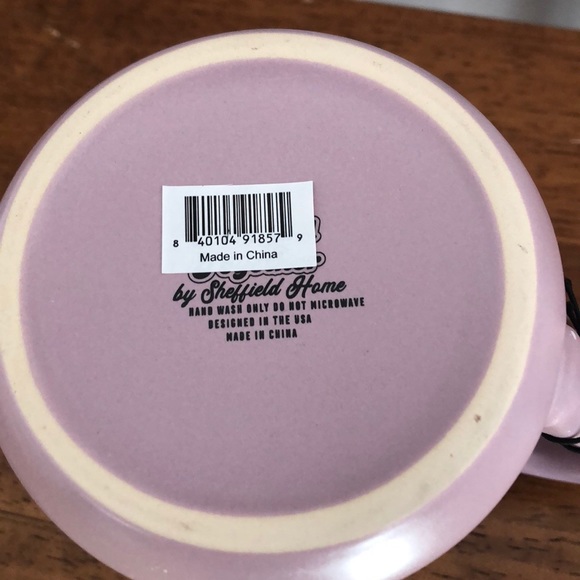 8 40104 91857 9
Made in China
by Sheffield Home
HAND WASH ONLY DO NOT MICROWAVE
DESIGNED IN THE USA
MADE IN CHINA